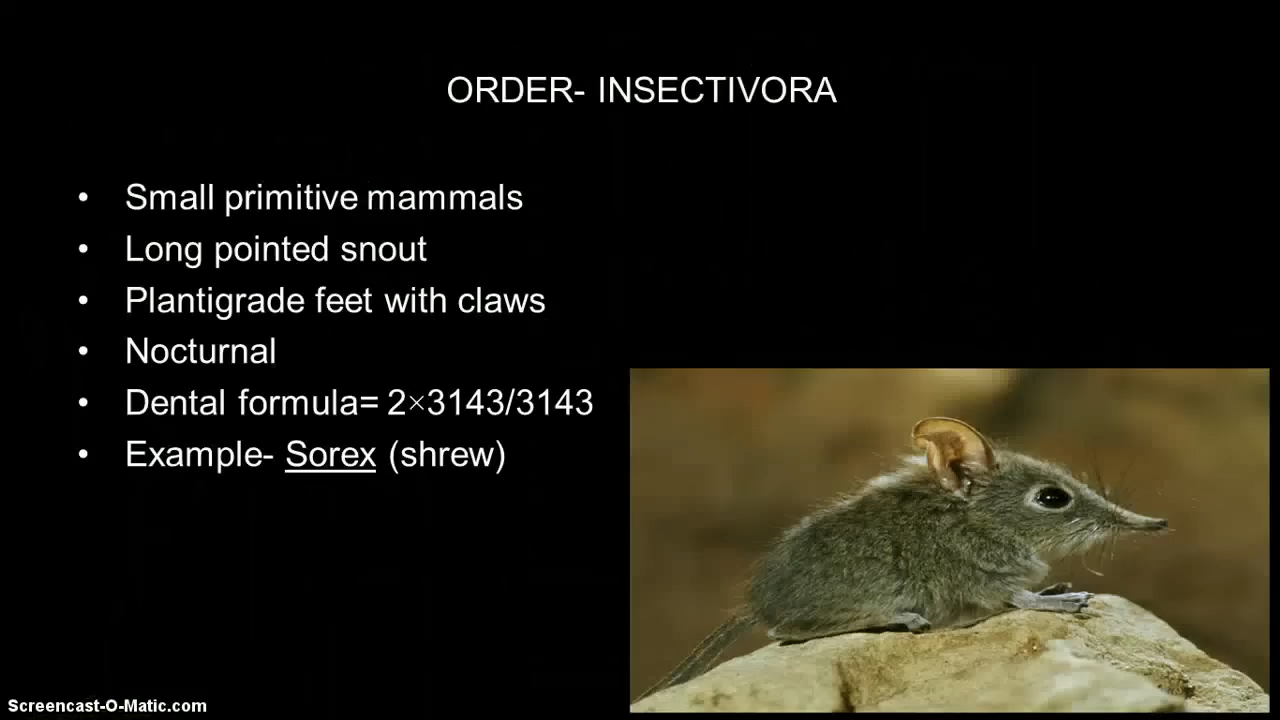 ORDER- INSECTIVORA
• Small primitive mammals
• Long pointed snout
• Plantigrade feet with claws
• Nocturnal
• Dental formula= 2×3143/3143
• Example- Sorex (shrew)
Screencast-O-Matic.com